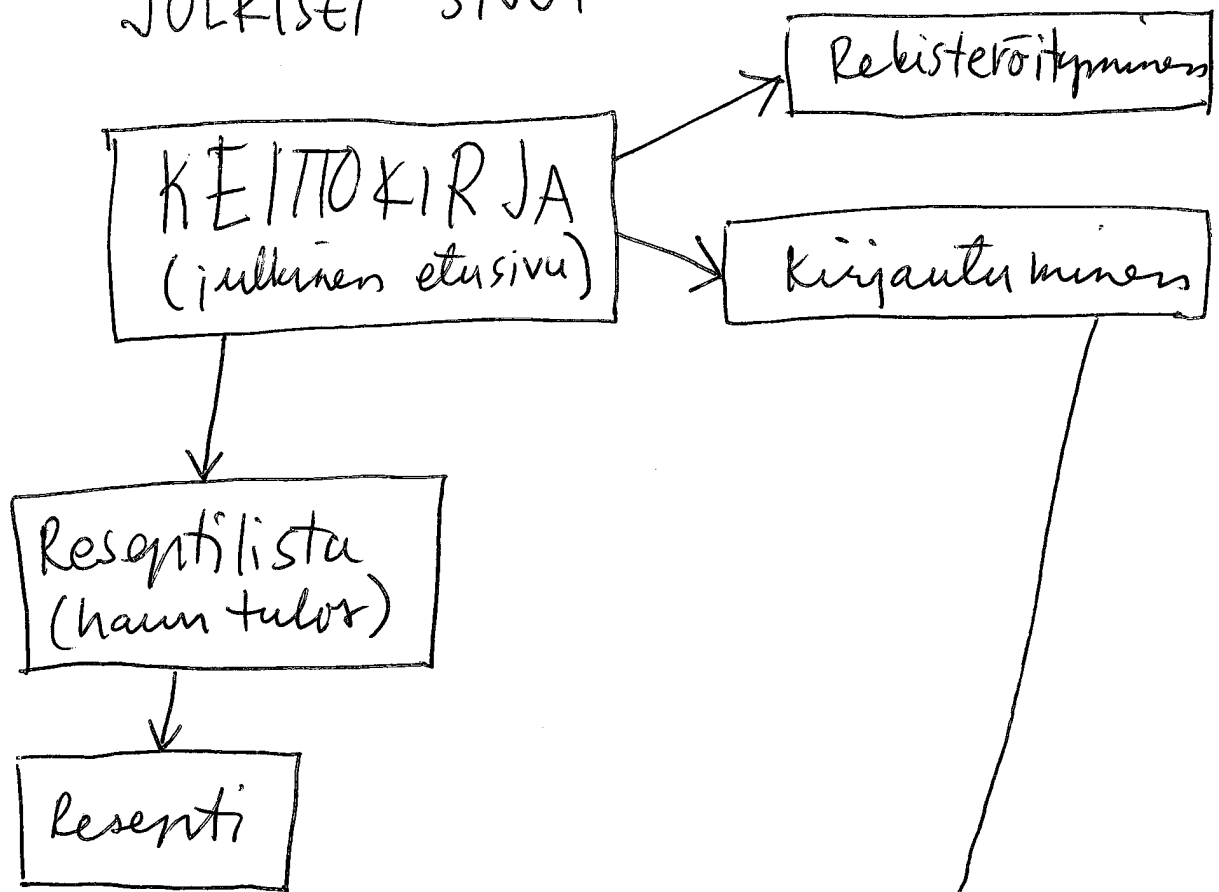 JULKISET SIVUT
Rekisteröityminen
KEITTOKIRJA
(julkinen etusivu)
Kirjautuminen
Reseptilista
(haun tulos)
Resepti